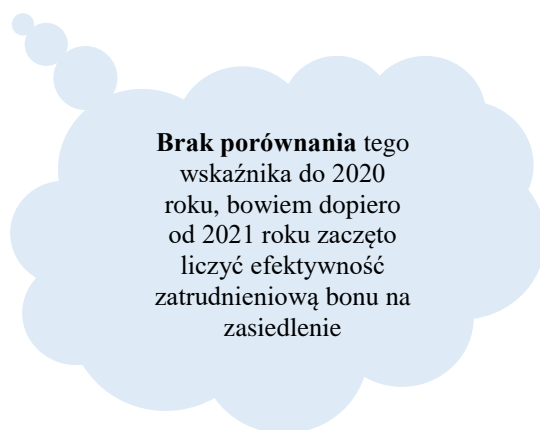 Brak porównania tego
wskaźnika do 2020
roku, bowiem dopiero
od 2021 roku zaczęto
liczyć efektywność
zatrudnieniową bonu na
zasiedlenie